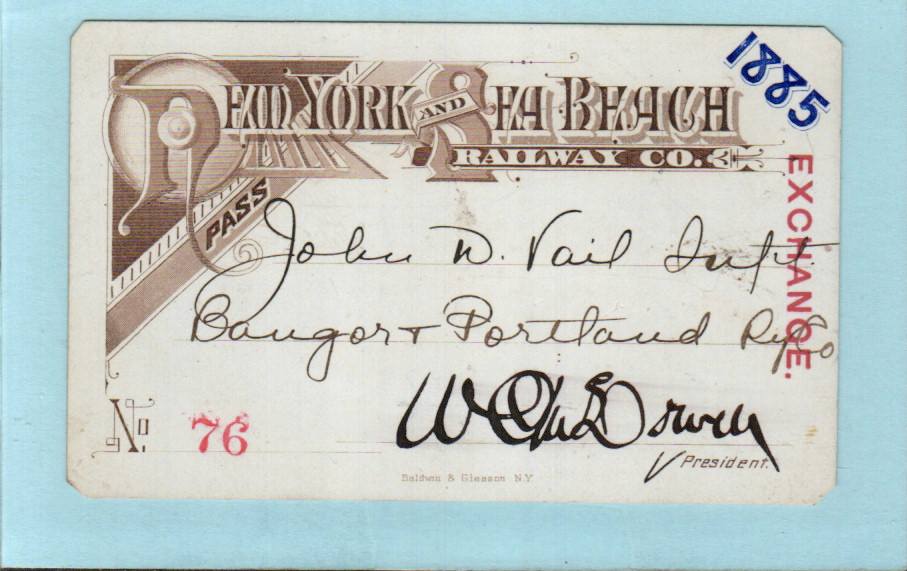 1885
NEW YORK AND SEA BEACH
RAILWAY CO.
EXCHANGE.
PASS
John W. Vail Supt.
Bangor & Portland Ry Co
No. 76
President.
Baldwin & Gleason N.Y.